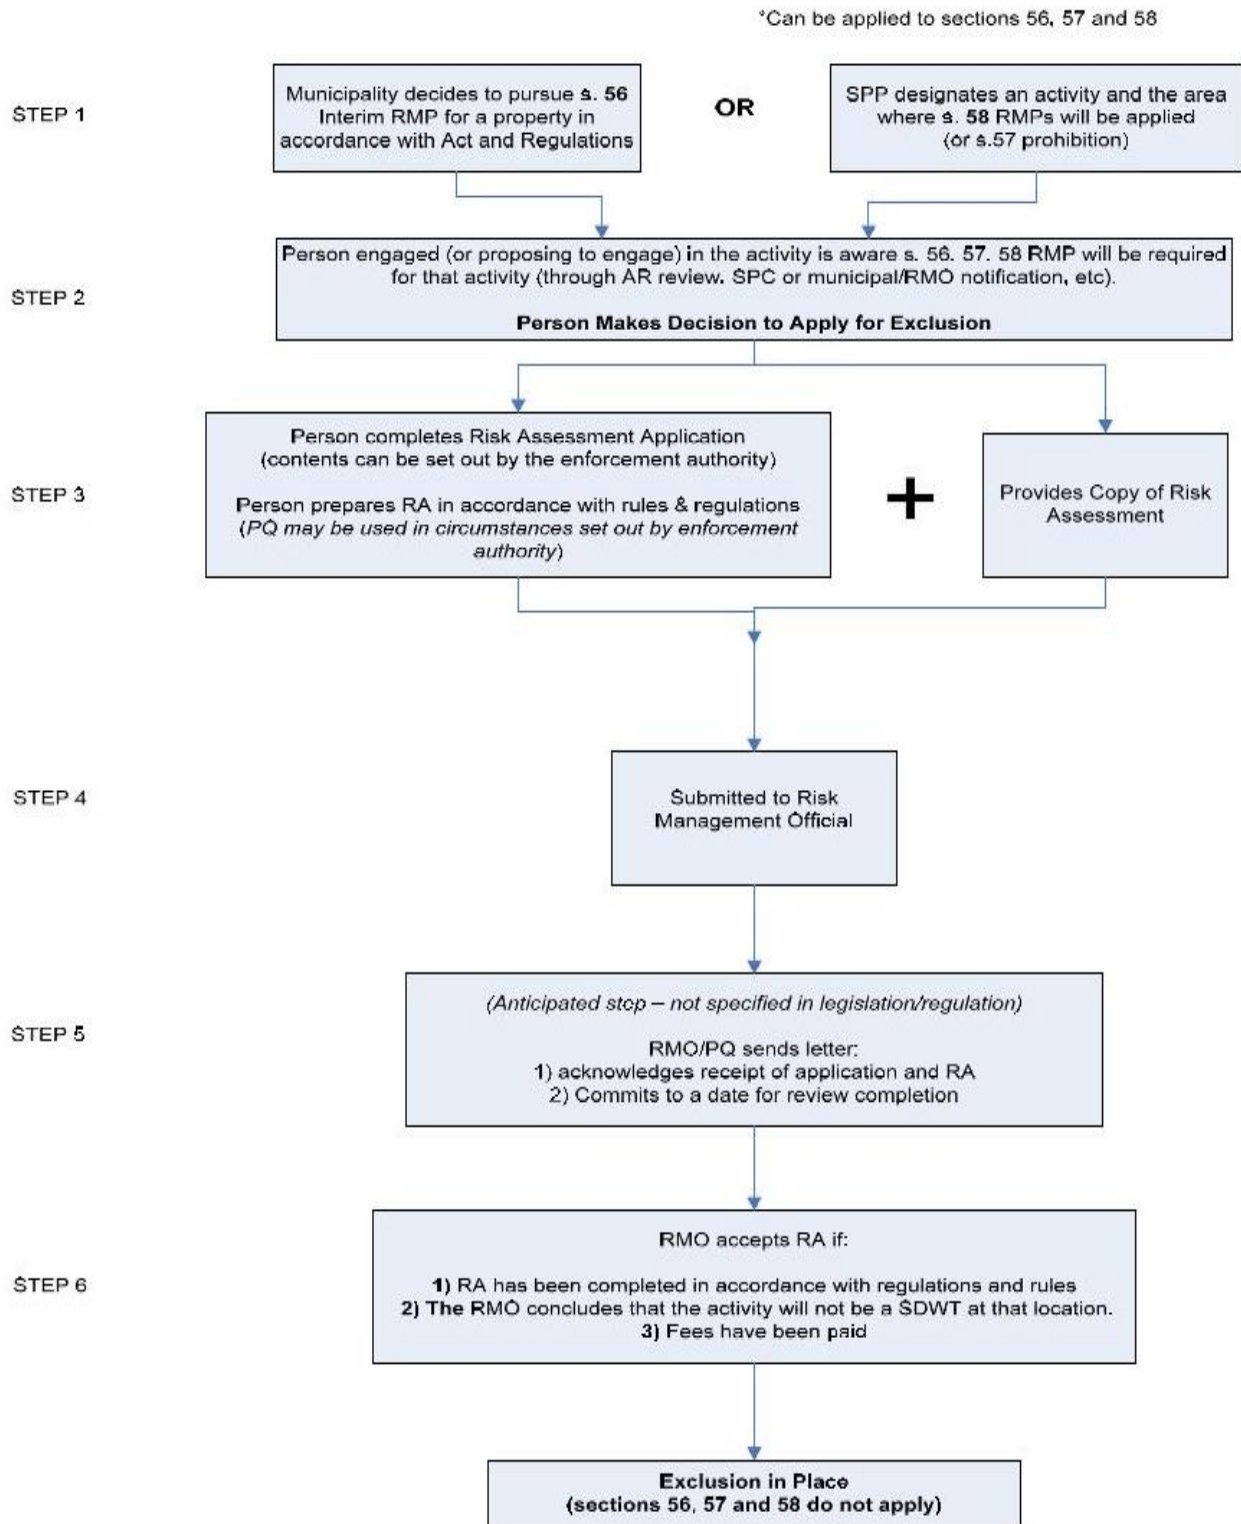 *Can be applied to sections 56, 57 and 58
STEP 1
Municipality decides to pursue s. 56
Interim RMP for a property in
accordance with Act and Regulations
OR
SPP designates an activity and the area
where s. 58 RMPs will be applied
(or s.57 prohibition)
STEP 2
Person engaged (or proposing to engage) in the activity is aware s. 56. 57. 58 RMP will be required
for that activity (through AR review. SPC or municipal/RMO notification, etc).
Person Makes Decision to Apply for Exclusion
STEP 3
Person completes Risk Assessment Application
(contents can be set out by the enforcement authority)
Person prepares RA in accordance with rules & regulations
(PQ may be used in circumstances set out by enforcement
authority)
+
Provides Copy of Risk
Assessment
STEP 4
Submitted to Risk
Management Official
STEP 5
(Anticipated step – not specified in legislation/regulation)
RMO/PQ sends letter:
1) acknowledges receipt of application and RA
2) Commits to a date for review completion
STEP 6
RMO accepts RA if:
1) RA has been completed in accordance with regulations and rules
2) The RMO concludes that the activity will not be a SDWT at that location.
3) Fees have been paid
Exclusion in Place
(sections 56, 57 and 58 do not apply)